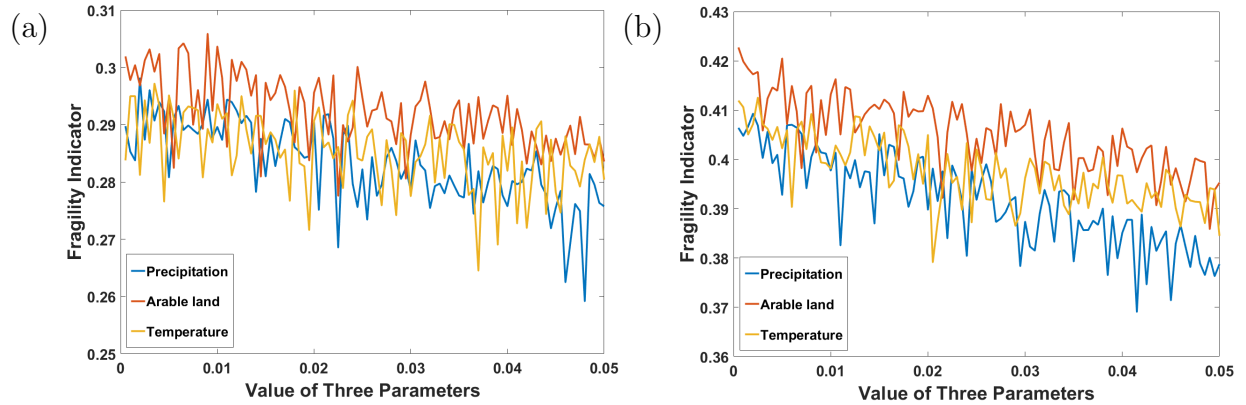 (a)
Fragility Indicator
0.31
0.3
0.29
0.28
0.27
0.26
0.25
Precipitation
Arable land
Temperature
0
0.01
0.02
0.03
0.04
0.05
Value of Three Parameters
(b)
Fragility Indicator
0.43
0.42
0.41
0.4
0.39
0.38
0.37
0.36
Precipitation
Arable land
Temperature
0
0.01
0.02
0.03
0.04
0.05
Value of Three Parameters